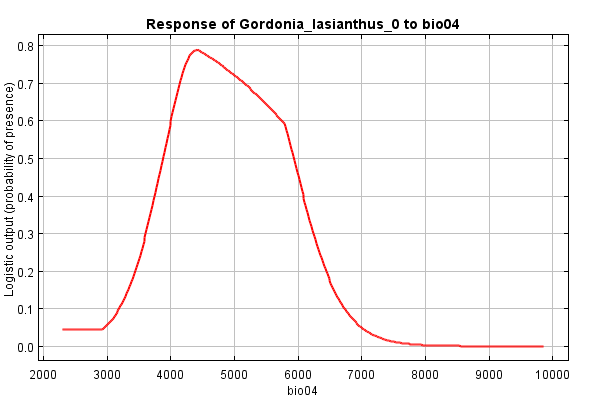 Response of Gordonia_lasianthus_0 to bio04
Logistic output (probability of presence)
0.8
0.7
0.6
0.5
0.4
0.3
0.2
0.1
0.0
2000 3000 4000 5000 6000 7000 8000 9000 10000
bio04